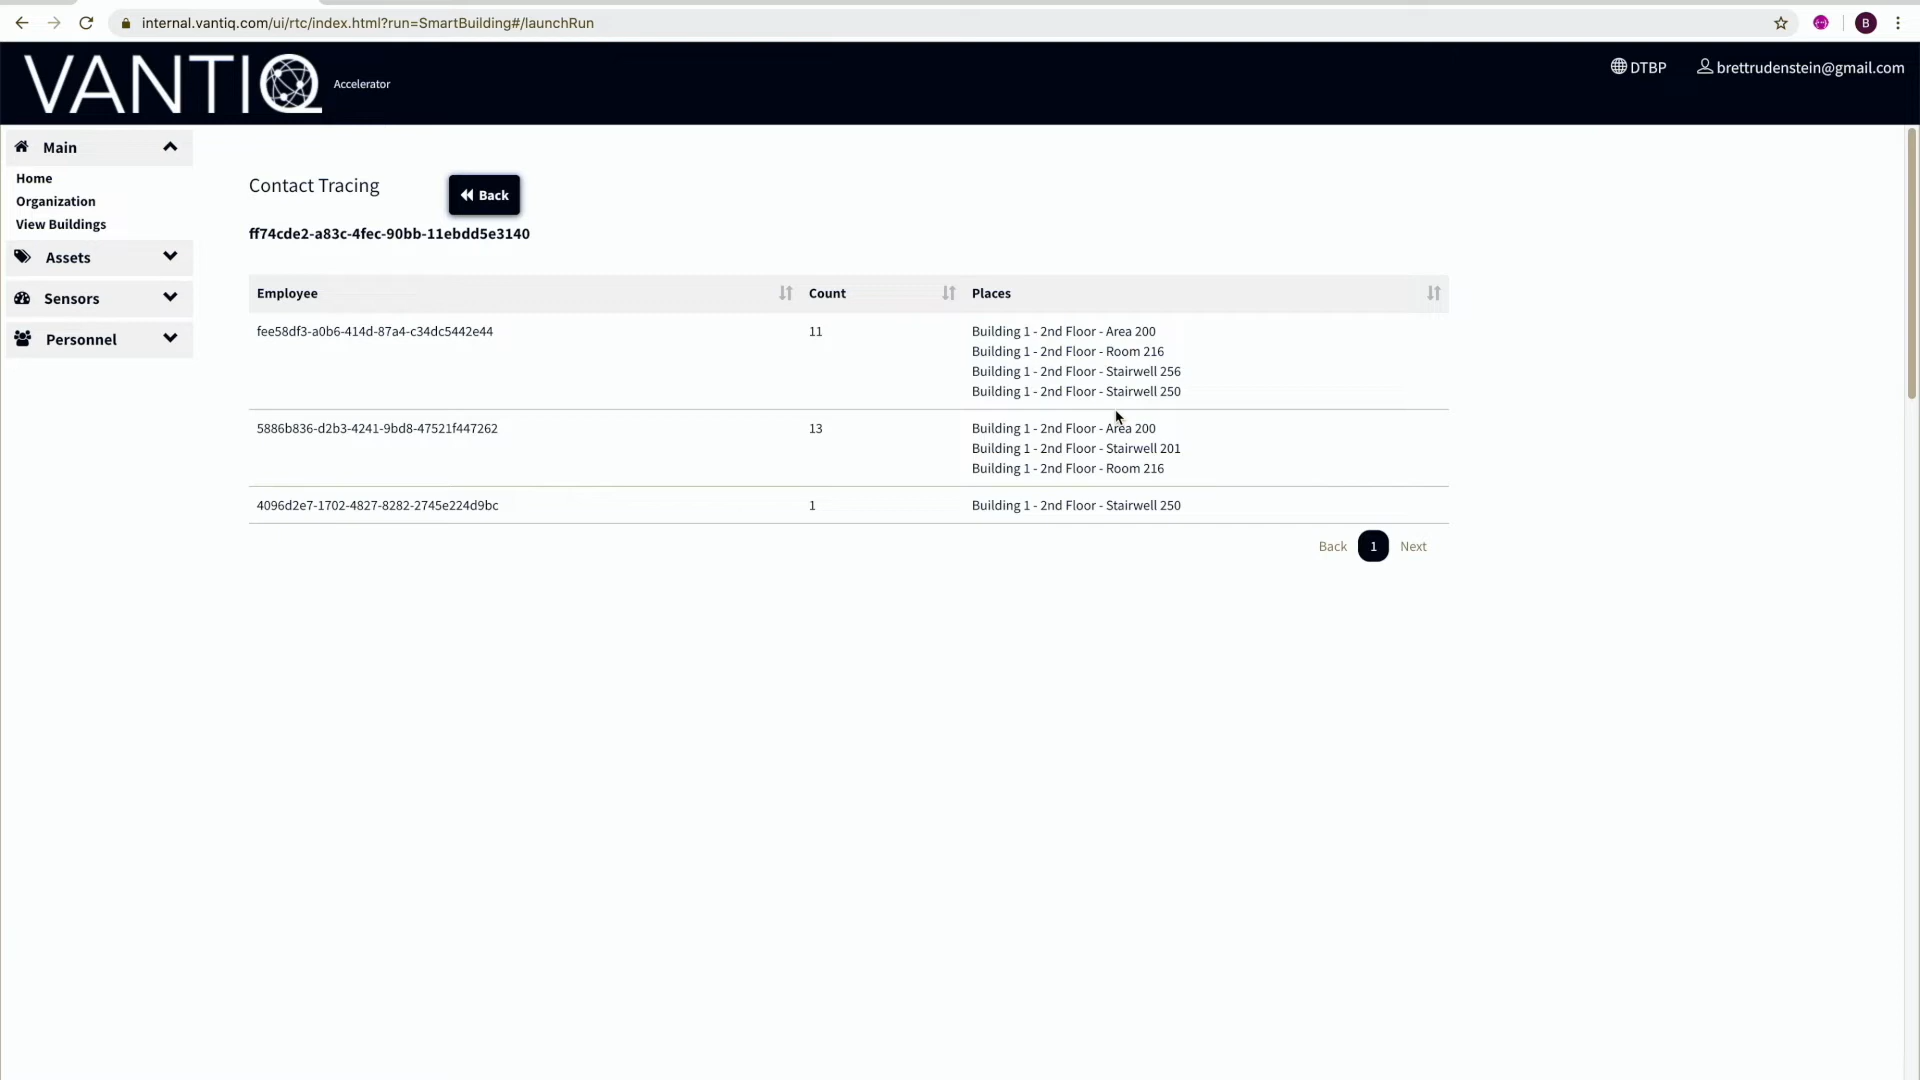 internal.vantiq.com/ui/rtc/index.html?run=SmartBuilding#/launchRun
B
VANTIQ Accelerator
DTBP brettrudenstein@gmail.com
Main
Home
Organization
View Buildings
Assets
Sensors
Personnel
Contact Tracing
Back
ff74cde2-a83c-4fec-90bb-11ebdd5e3140
Employee Count Places
fee58df3-a0b6-414d-87a4-c34dc5442e44 11 Building 1 - 2nd Floor - Area 200
Building 1 - 2nd Floor - Room 216
Building 1 - 2nd Floor - Stairwell 256
Building 1 - 2nd Floor - Stairwell 250
5886b836-d2b3-4241-9bd8-47521f447262 13 Building 1 - 2nd Floor - Area 200
Building 1 - 2nd Floor - Stairwell 201
Building 1 - 2nd Floor - Room 216
4096d2e7-1702-4827-8282-2745e224d9bc 1 Building 1 - 2nd Floor - Stairwell 250
Back 1 Next